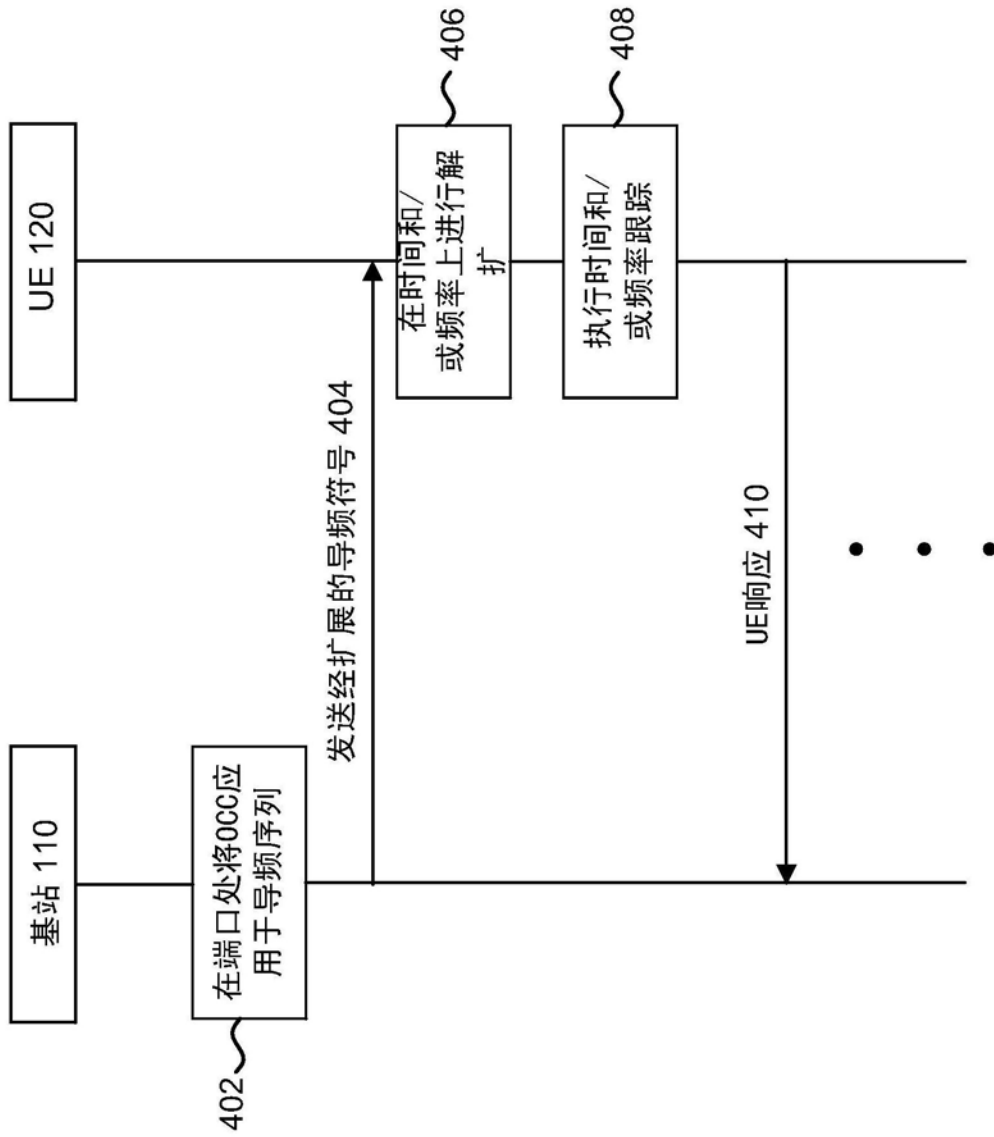 基站 110
UE 120
402
在端口处将OCC应
用于导频序列
发送经扩展的导频符号 404
在时间和/
或频率上进行解
扩
406
执行时间和/
或频率跟踪
408
UE响应 410